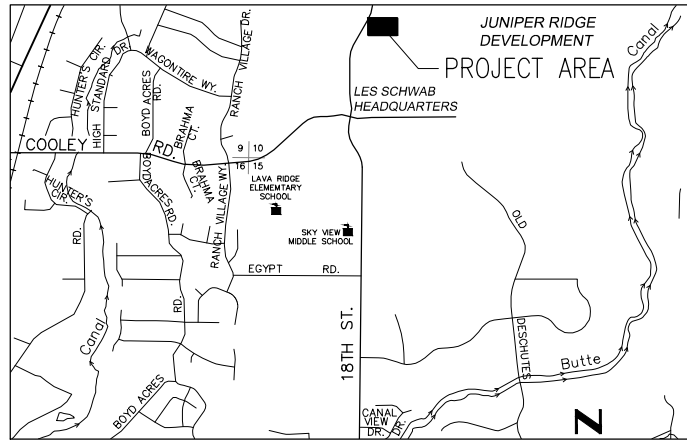 JUNIPER RIDGE
DEVELOPMENT
PROJECT AREA
LES SCHWAB
HEADQUARTERS
Canal
HUNTER'S CIR.
HIGH STANDARD DR.
WAGONTIRE WY.
BOYD ACRES RD.
BRAHMA CT.
RANCH VILLAGE DR.
COOLEY RD.
9 10
16 15
BOYD ACRES RD.
BRAHMA CT.
RANCH VILLAGE WY.
LAVA RIDGE
ELEMENTARY
SCHOOL
HUNTER'S
CIR.
RD.
SKY VIEW
MIDDLE SCHOOL
OLD
EGYPT RD.
RD.
Canal
18TH ST.
DESCHUTES
Butte
BOYD ACRES
CANAL
VIEW
DR.
DR.
N